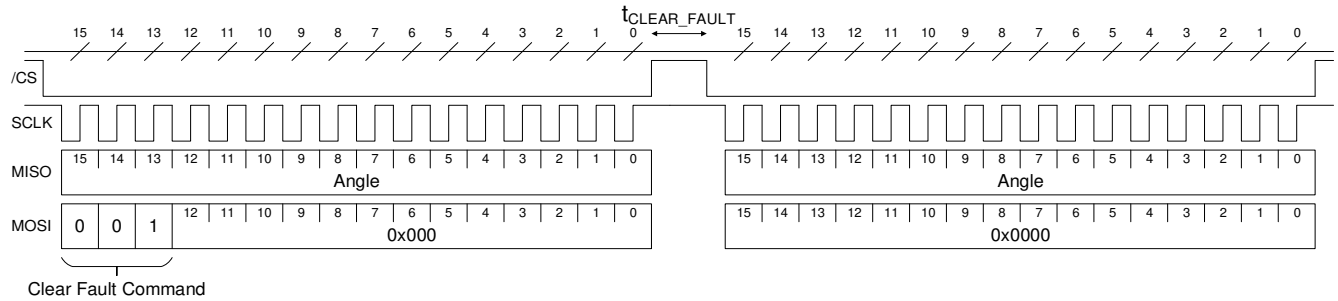 tCLEAR_FAULT
15 14 13 12 11 10 9 8 7 6 5 4 3 2 1 0 15 14 13 12 11 10 9 8 7 6 5 4 3 2 1 0
/CS
SCLK
15 14 13 12 11 10 9 8 7 6 5 4 3 2 1 0 15 14 13 12 11 10 9 8 7 6 5 4 3 2 1 0
MISO
Angle Angle
MOSI 0 0 1 12 11 10 9 8 7 6 5 4 3 2 1 0 15 14 13 12 11 10 9 8 7 6 5 4 3 2 1 0
0x000 0x0000
Clear Fault Command